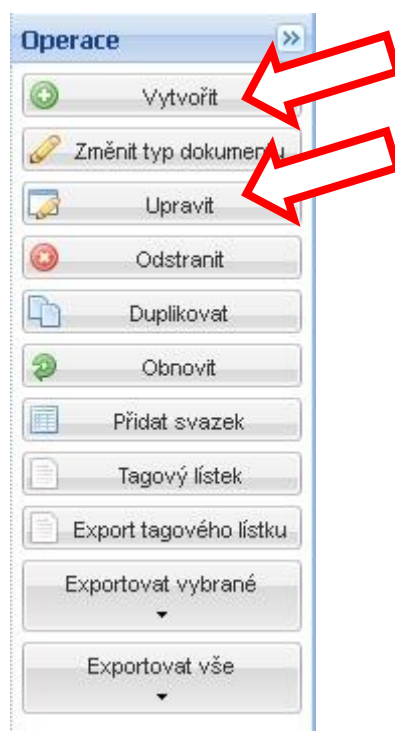 Operace
Vytvořit
Změnit typ dokumentu
Upravit
Odstranit
Duplikovat
Obnovit
Přidat svazek
Tagový lístek
Export tagového lístku
Exportovat vybrané
Exportovat vše